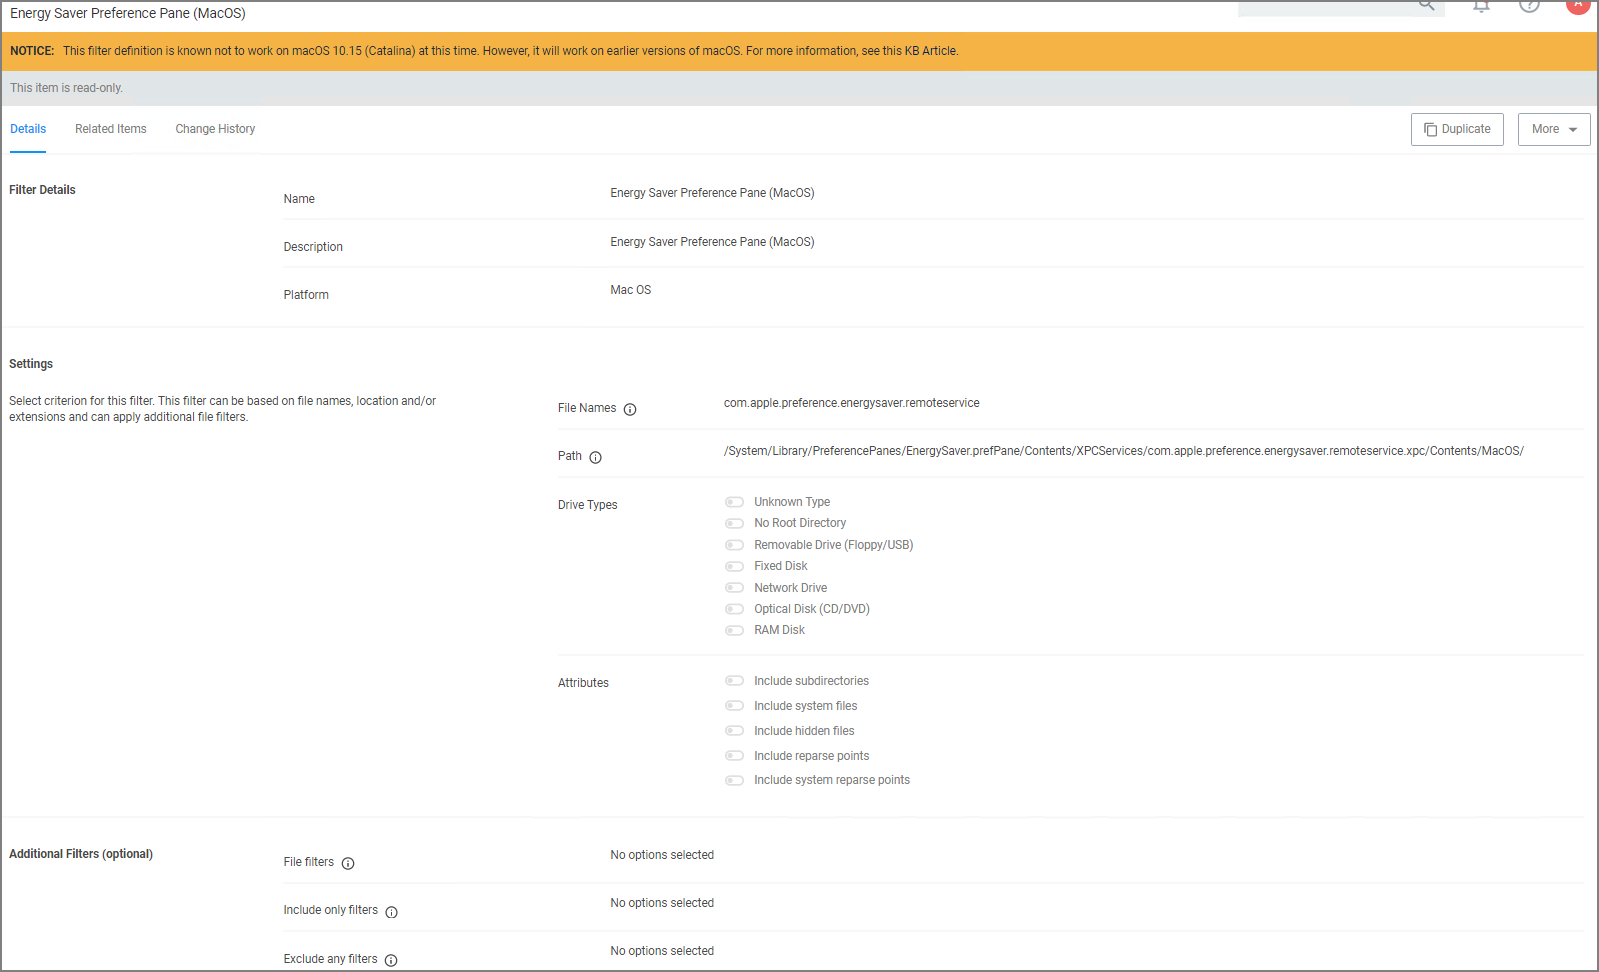 Energy Saver Preference Pane (MacOS)
A
NOTICE: This filter definition is known not to work on macOS 10.15 (Catalina) at this time. However, it will work on earlier versions of macOS. For more information, see this KB Article.
This item is read-only.
Details Related Items Change History Duplicate More
Filter Details
Name Energy Saver Preference Pane (MacOS)
Description Energy Saver Preference Pane (MacOS)
Platform Mac OS
Settings
Select criterion for this filter. This filter can be based on file names, location and/or
extensions and can apply additional file filters.
File Names com.apple.preference.energysaver.remoteservice
Path /System/Library/PreferencePanes/EnergySaver.prefPane/Contents/XPCServices/com.apple.preference.energysaver.remoteservice.xpc/Contents/MacOS/
Drive Types Unknown Type
No Root Directory
Removable Drive (Floppy/USB)
Fixed Disk
Network Drive
Optical Disk (CD/DVD)
RAM Disk
Attributes Include subdirectories
Include system files
Include hidden files
Include reparse points
Include system reparse points
Additional Filters (optional)
File filters No options selected
Include only filters No options selected
Exclude any filters No options selected